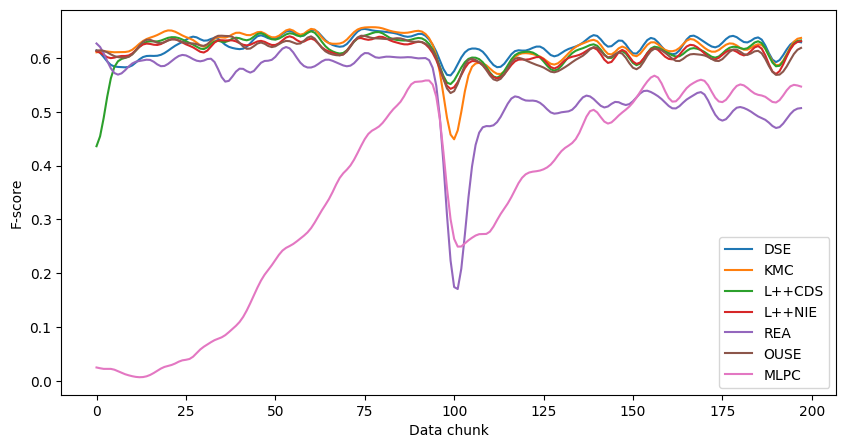 F-score
0.6
0.5
0.4
0.3
0.2
0.1
0.0
0
25
50
75
100
125
150
175
200
Data chunk
DSE
KMC
L++CDS
L++NIE
REA
OUSE
MLPC